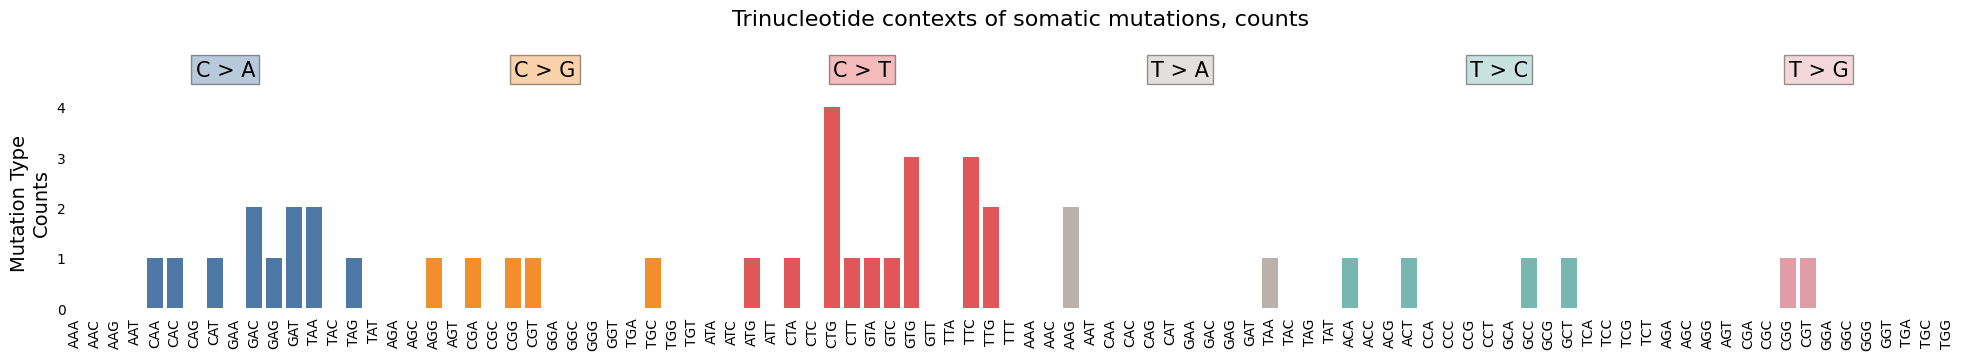 Trinucleotide contexts of somatic mutations, counts
C > A C > G C > T T > A T > C T > G
Mutation Type
Counts
4
3
2
1
0
AAA AAC AAG AAT CAA CAC CAG CAT GAA GAC GAG GAT TAA TAC TAG TAT AGA AGC AGG AGT CGA CGC CGG CGT GGA GGC GGG GGT TGA TGC TGG TGT ATA ATC ATG ATT CTA CTC CTG CTT GTA GTC GTG GTT TTA TTC TTG TTT AAA AAC AAG AAT CAA CAC CAG CAT GAA GAC GAG GAT TAA TAC TAG TAT ACA ACC ACG ACT CCA CCC CCG CCT GCA GCC GCG GCT TCA TCC TCG TCT AGA AGC AGG AGT CGA CGC CGG CGT GGA GGC GGG GGT TGA TGC TGG